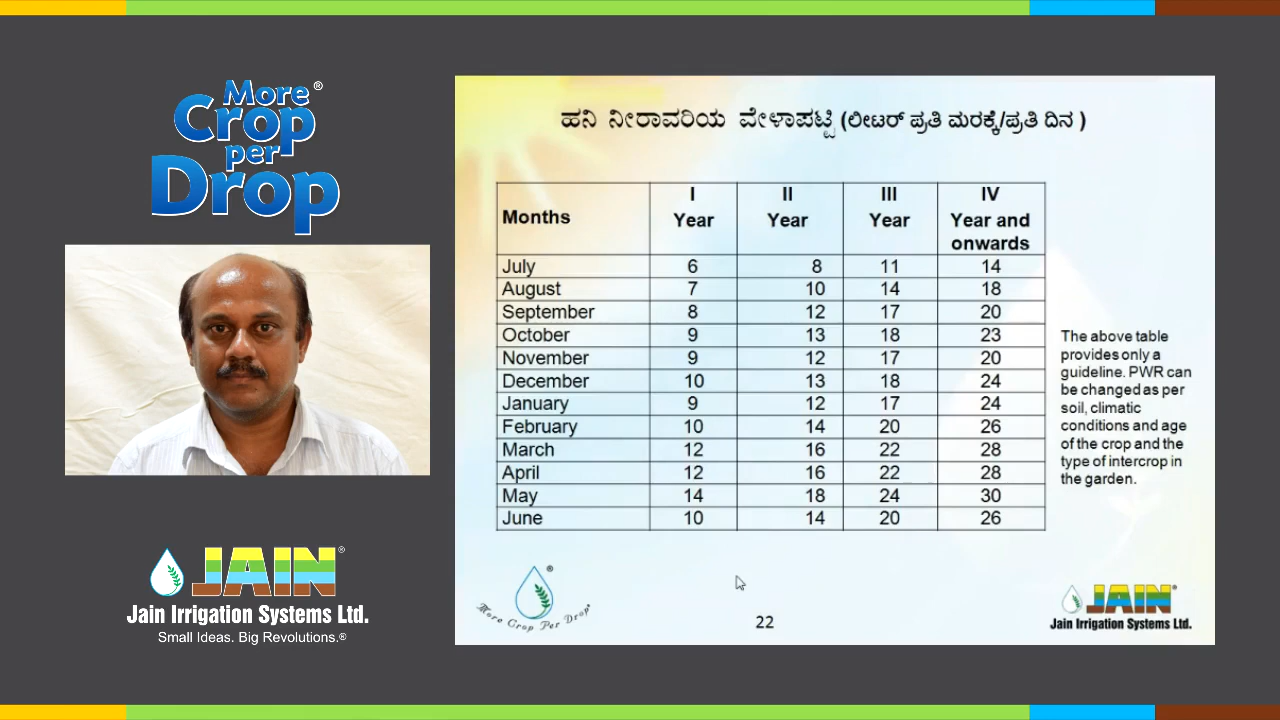 More®
Crop
per
Drop
JAIN®
Jain Irrigation Systems Ltd.
Small Ideas. Big Revolutions.®
ಹನಿ ನೀರಾವರಿಯ ವೇಳಾಪಟ್ಟಿ (ಲೀಟರ್ ಪ್ರತಿ ಮರಕ್ಕೆ/ಪ್ರತಿ ದಿನ )
Months I Year II Year III Year IV Year and onwards
July 6 8 11 14
August 7 10 14 18
September 8 12 17 20
October 9 13 18 23
November 9 12 17 20
December 10 13 18 24
January 9 12 17 24
February 10 14 20 26
March 12 16 22 28
April 12 16 22 28
May 14 18 24 30
June 10 14 20 26
The above table
provides only a
guideline. PWR can
be changed as per
soil, climatic
conditions and age
of the crop and the
type of intercrop in
the garden.
®
More Crop Per Drop®
22
JAIN®
Jain Irrigation Systems Ltd.